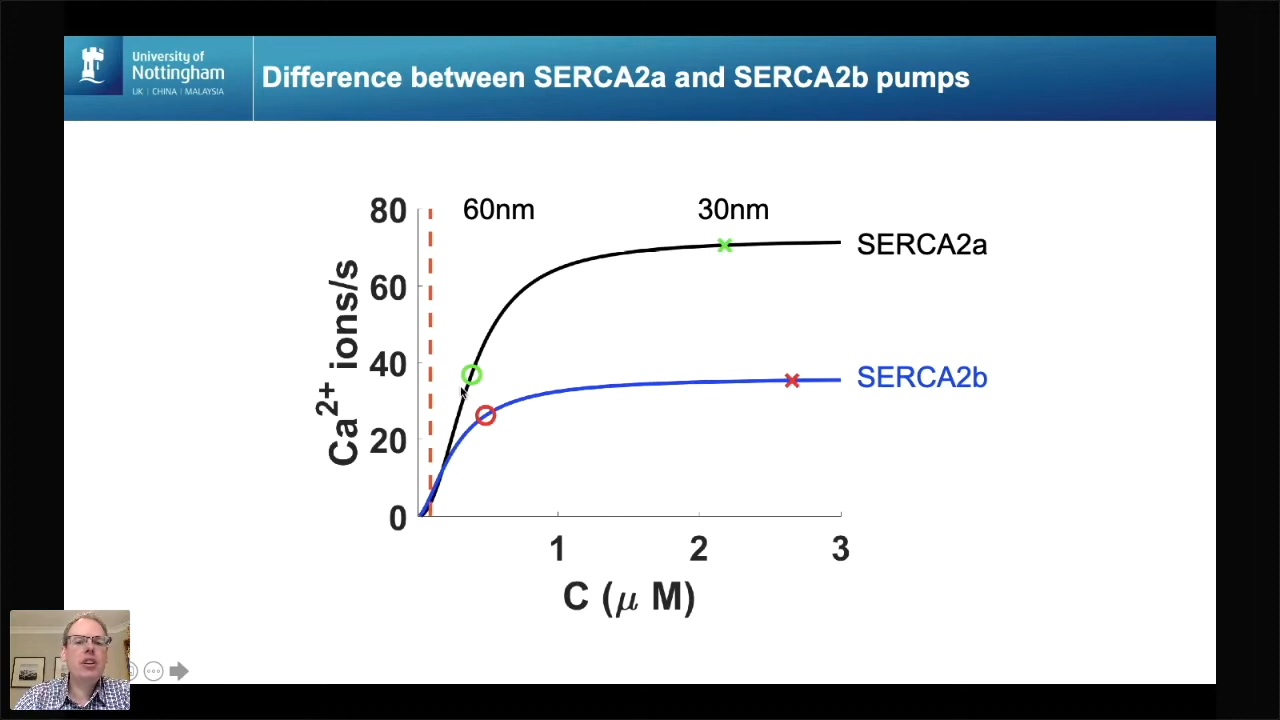 University of
Nottingham
UK | CHINA | MALAYSIA
Difference between SERCA2a and SERCA2b pumps
60nm
30nm
SERCA2a
SERCA2b
80
60
40
20
0
Ca2+ ions/s
1
2
3
C (μ M)